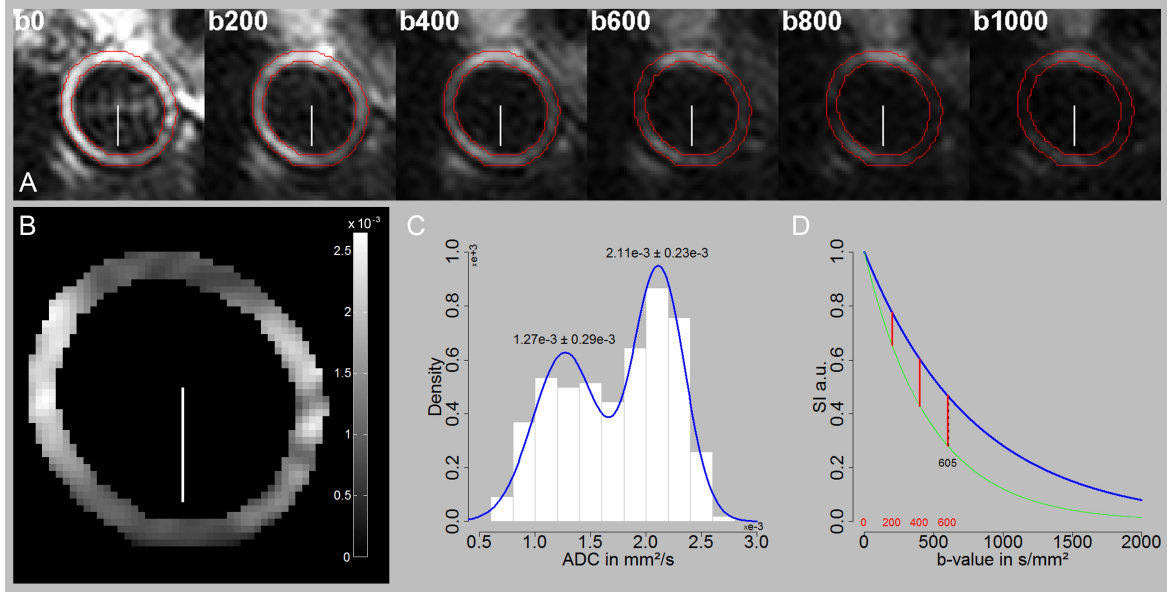 b0 b200 b400 b600 b800 b1000
A
B
x 10⁻³
2.5
2
1.5
1
0.5
0
C
2.11e-3 ± 0.23e-3
1.27e-3 ± 0.29e-3
×e+3
Density
0.0 0.2 0.4 0.6 0.8 1.0
0.5 1.0 1.5 2.0 2.5 3.0
×e-3
ADC in mm²/s
D
SI a.u.
0.0 0.2 0.4 0.6 0.8 1.0
605
0 200 400 600
0 500 1000 1500 2000
b-value in s/mm²